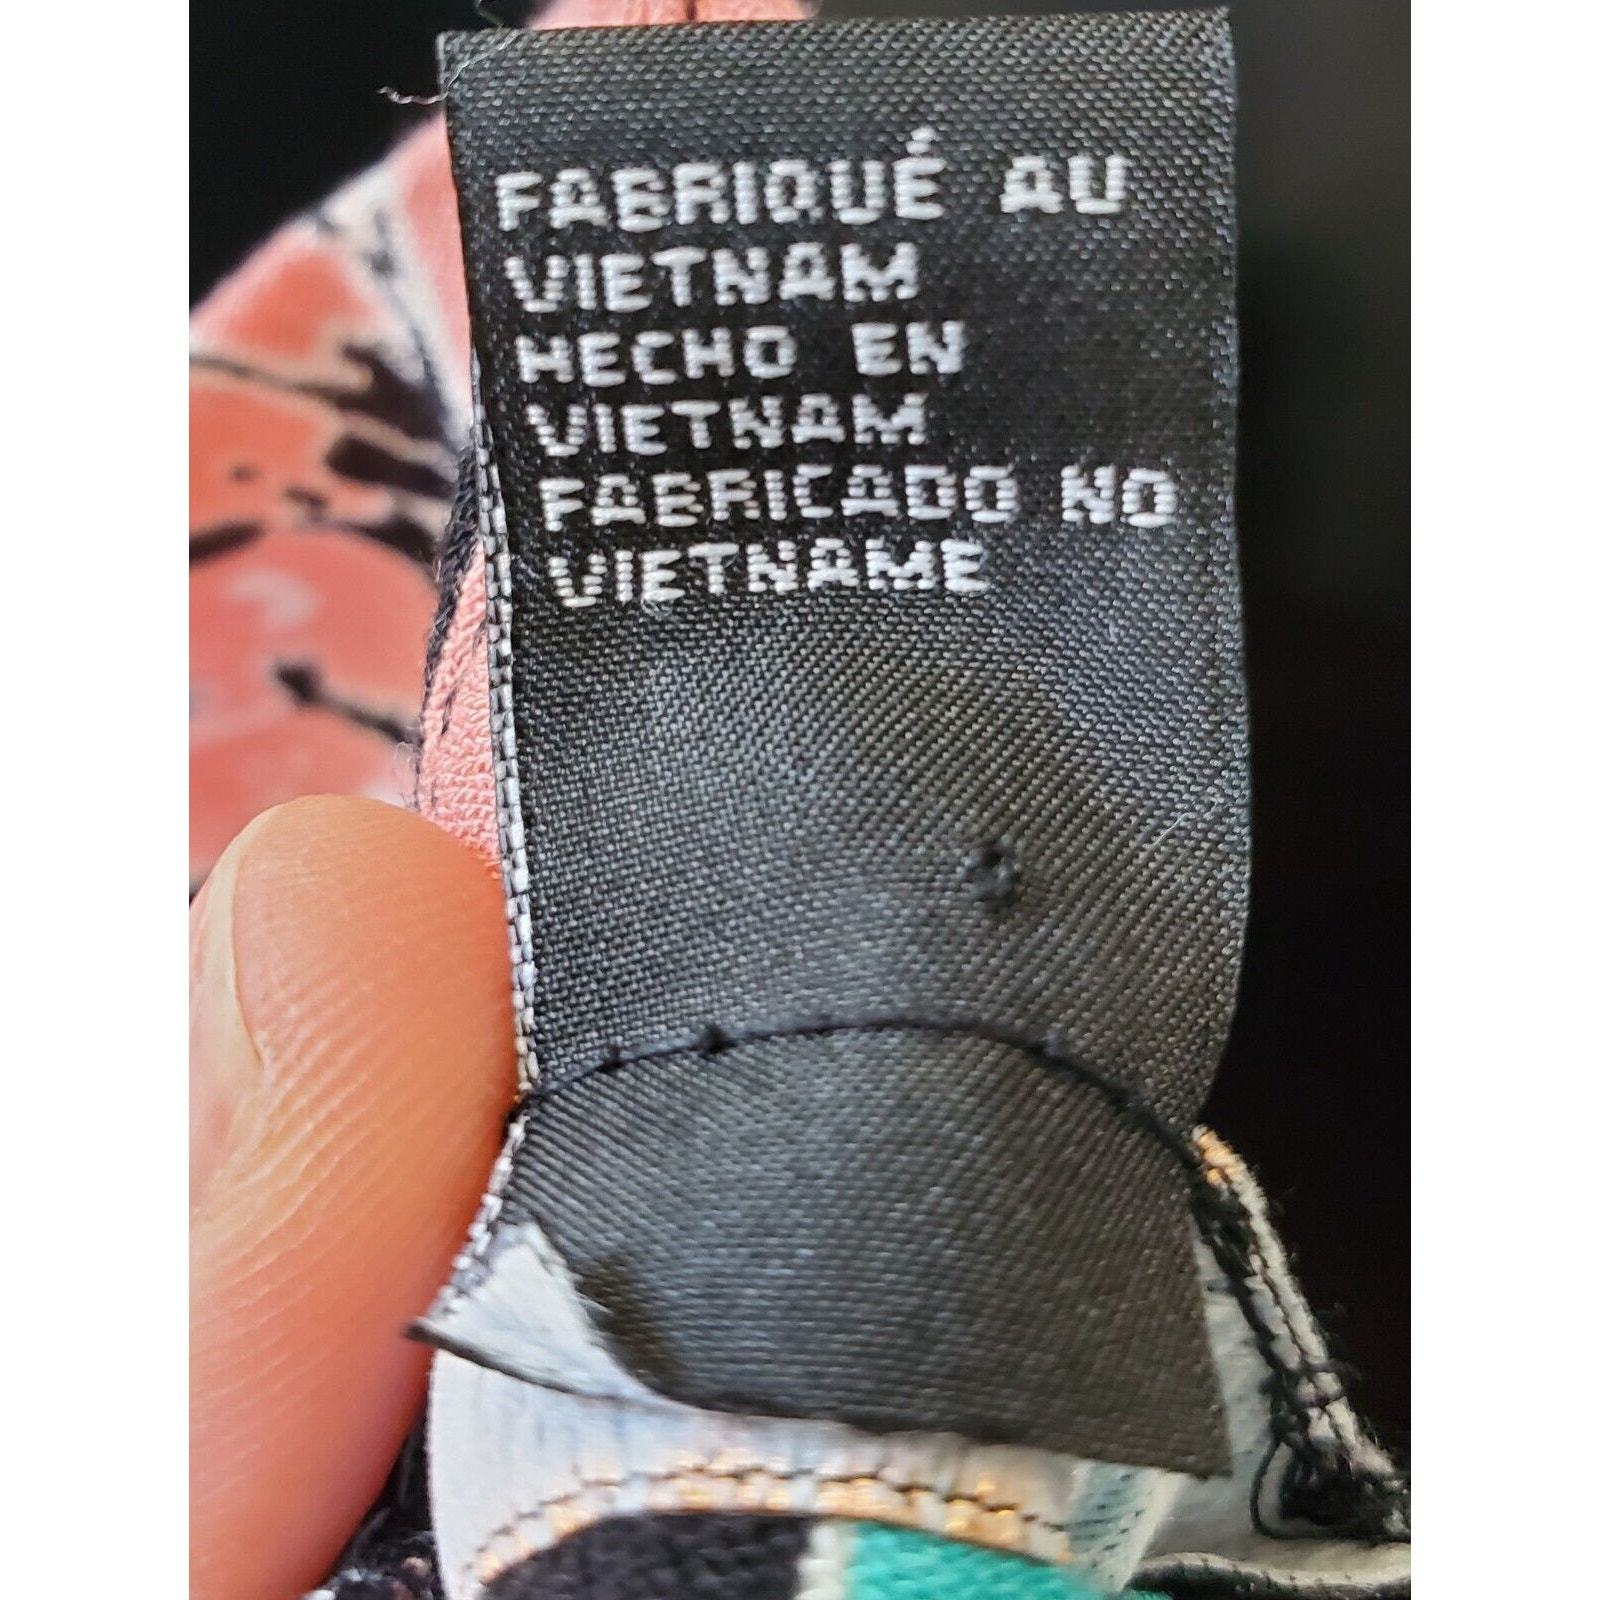 FABRIQUÉ AU
VIETNAM
HECHO EN
VIETNAM
FABRICADO NO
VIETNAME